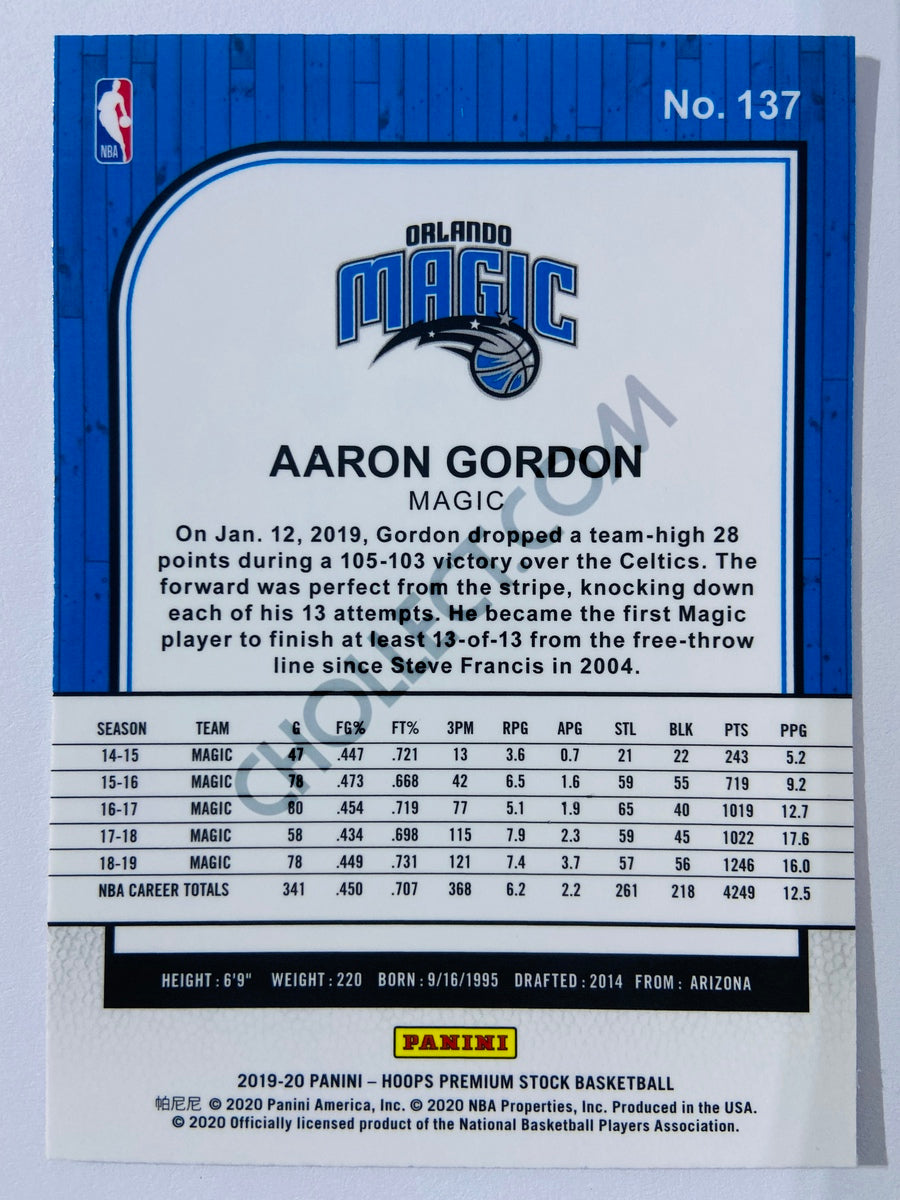 No. 137
NBA
ORLANDO
MAGIC
AARON GORDON
MAGIC
On Jan. 12, 2019, Gordon dropped a team-high 28
points during a 105-103 victory over the Celtics. The
forward was perfect from the stripe, knocking down
each of his 13 attempts. He became the first Magic
player to finish at least 13-of-13 from the free-throw
line since Steve Francis in 2004.
CHOLLECT.COM
SEASON TEAM G FG% FT% 3PM RPG APG STL BLK PTS PPG
14-15 MAGIC 47 .447 .721 13 3.6 0.7 21 22 243 5.2
15-16 MAGIC 78 .473 .668 42 6.5 1.6 59 55 719 9.2
16-17 MAGIC 80 .454 .719 77 5.1 1.9 65 40 1019 12.7
17-18 MAGIC 58 .434 .698 115 7.9 2.3 59 45 1022 17.6
18-19 MAGIC 78 .449 .731 121 7.4 3.7 57 56 1246 16.0
NBA CAREER TOTALS 341 .450 .707 368 6.2 2.2 261 218 4249 12.5
HEIGHT: 6'9" WEIGHT: 220 BORN: 9/16/1995 DRAFTED: 2014 FROM: ARIZONA
PANINI
2019-20 PANINI – HOOPS PREMIUM STOCK BASKETBALL
帕尼尼 © 2020 Panini America, Inc. © 2020 NBA Properties, Inc. Produced in the USA.
© 2020 Officially licensed product of the National Basketball Players Association.